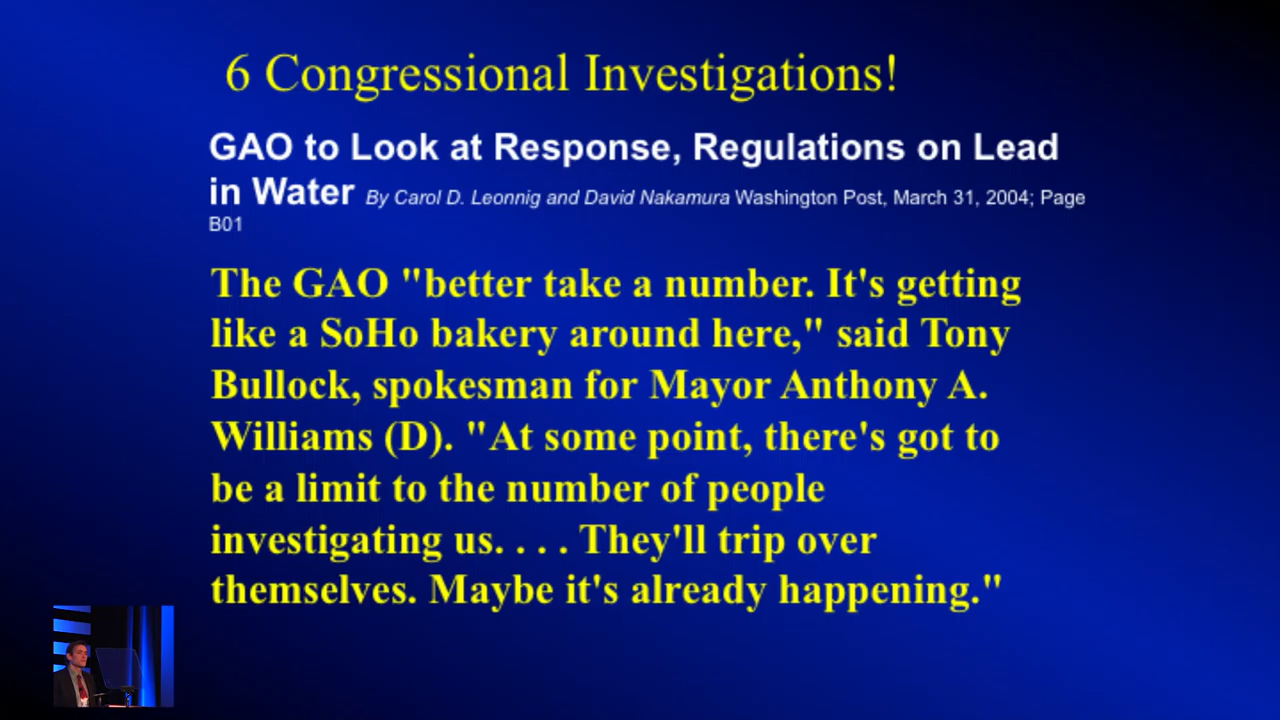 6 Congressional Investigations!
GAO to Look at Response, Regulations on Lead
in Water By Carol D. Leonnig and David Nakamura Washington Post, March 31, 2004; Page
B01
The GAO "better take a number. It's getting
like a SoHo bakery around here," said Tony
Bullock, spokesman for Mayor Anthony A.
Williams (D). "At some point, there's got to
be a limit to the number of people
investigating us. . . . They'll trip over
themselves. Maybe it's already happening."